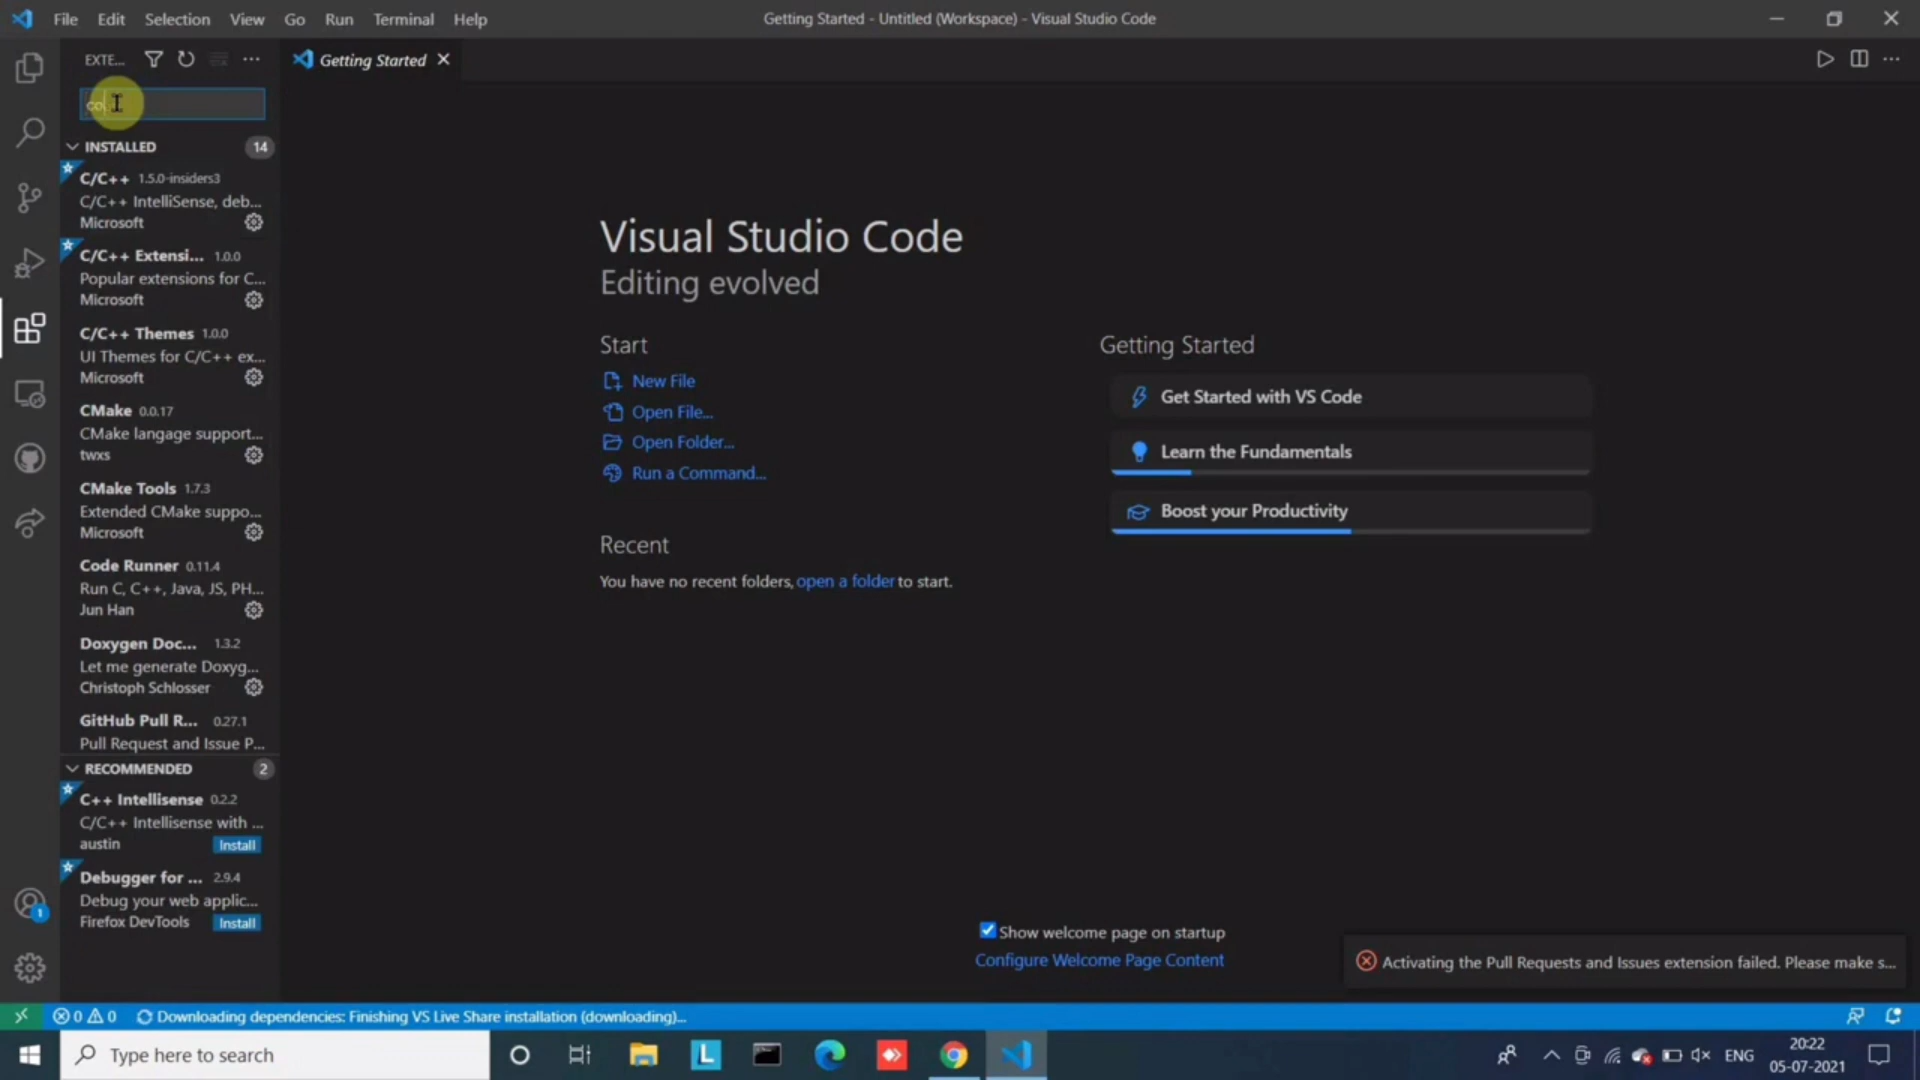 File Edit Selection View Go Run Terminal Help
Getting Started - Untitled (Workspace) - Visual Studio Code
EXTE...
Getting Started
co
INSTALLED 14
C/C++ 1.5.0-insiders3
C/C++ IntelliSense, deb...
Microsoft
C/C++ Extensi... 1.0.0
Popular extensions for C...
Microsoft
C/C++ Themes 1.0.0
UI Themes for C/C++ ex...
Microsoft
CMake 0.0.17
CMake langage support...
twxs
CMake Tools 1.7.3
Extended CMake suppo...
Microsoft
Code Runner 0.11.4
Run C, C++, Java, JS, PH...
Jun Han
Doxygen Doc... 1.3.2
Let me generate Doxyg...
Christoph Schlosser
GitHub Pull R... 0.27.1
Pull Request and Issue P...
RECOMMENDED 2
C++ Intellisense 0.2.2
C/C++ Intellisense with ...
austin Install
Debugger for ... 2.9.4
Debug your web applic...
Firefox DevTools Install
Visual Studio Code
Editing evolved
Start
New File
Open File...
Open Folder...
Run a Command...
Recent
You have no recent folders, open a folder to start.
Getting Started
Get Started with VS Code
Learn the Fundamentals
Boost your Productivity
Show welcome page on startup
Configure Welcome Page Content
Activating the Pull Requests and Issues extension failed. Please make s...
1
0 0 Downloading dependencies: Finishing VS Live Share installation (downloading)...
Type here to search
L
ENG
20:22
05-07-2021